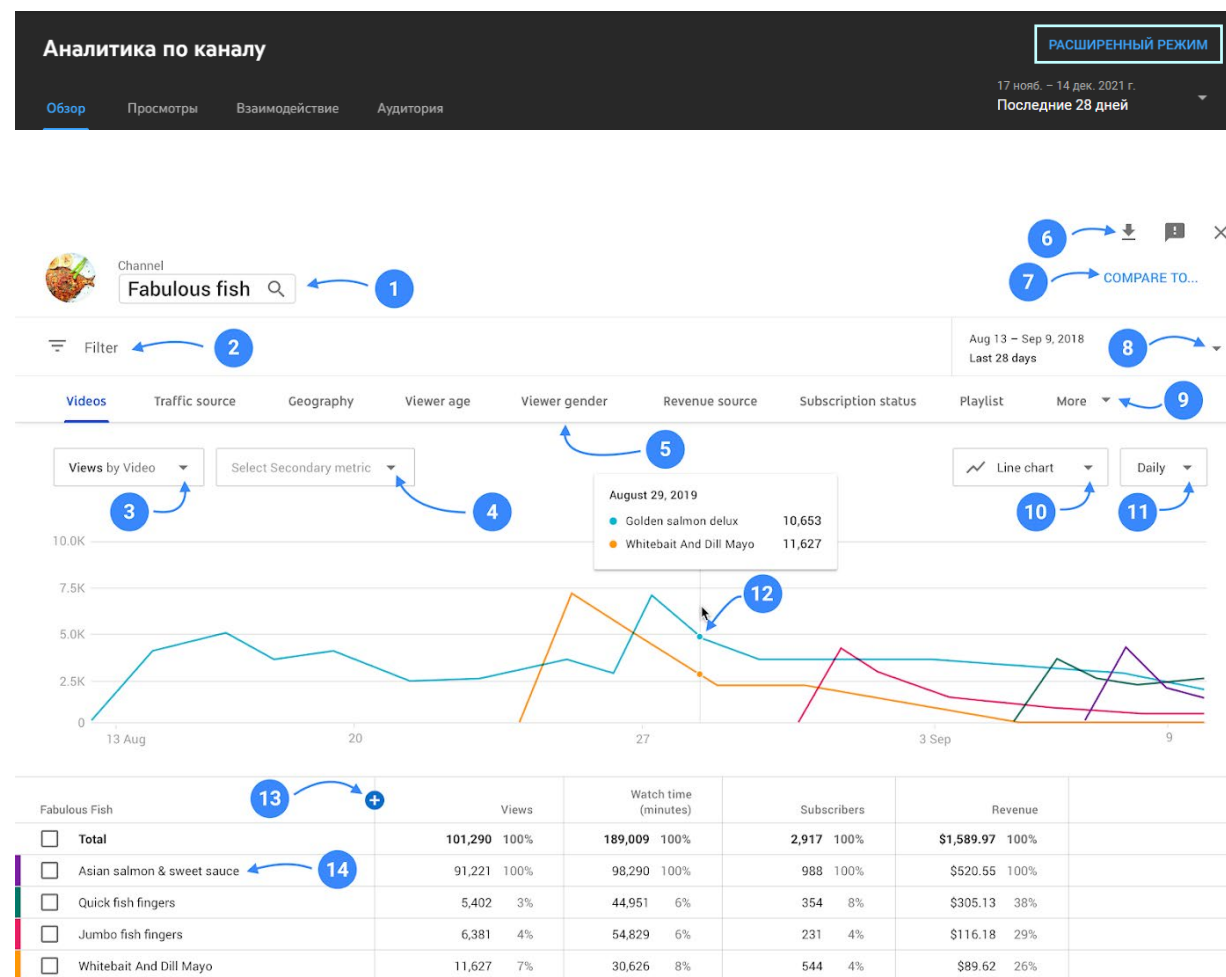 Аналитика по каналу
РАСШИРЕННЫЙ РЕЖИМ
17 нояб. – 14 дек. 2021 г.
Последние 28 дней
Обзор Просмотры Взаимодействие Аудитория
6
Channel
Fabulous fish
1
7
COMPARE TO...
Filter
2
Aug 13 – Sep 9, 2018
Last 28 days
8
Videos Traffic source Geography Viewer age Viewer gender Revenue source Subscription status Playlist More
9
5
Views by Video
Select Secondary metric
Line chart
Daily
3
4
10
11
August 29, 2019
Golden salmon delux 10,653
Whitebait And Dill Mayo 11,627
12
10.0K
7.5K
5.0K
2.5K
0
13 Aug 20 27 3 Sep 9
13
Fabulous Fish Views Watch time (minutes) Subscribers Revenue
Total 101,290 100% 189,009 100% 2,917 100% $1,589.97 100%
Asian salmon & sweet sauce 14 91,221 100% 98,290 100% 988 100% $520.55 100%
Quick fish fingers 5,402 3% 44,951 6% 354 8% $305.13 38%
Jumbo fish fingers 6,381 4% 54,829 6% 231 4% $116.18 29%
Whitebait And Dill Mayo 11,627 7% 30,626 8% 544 4% $89.62 26%